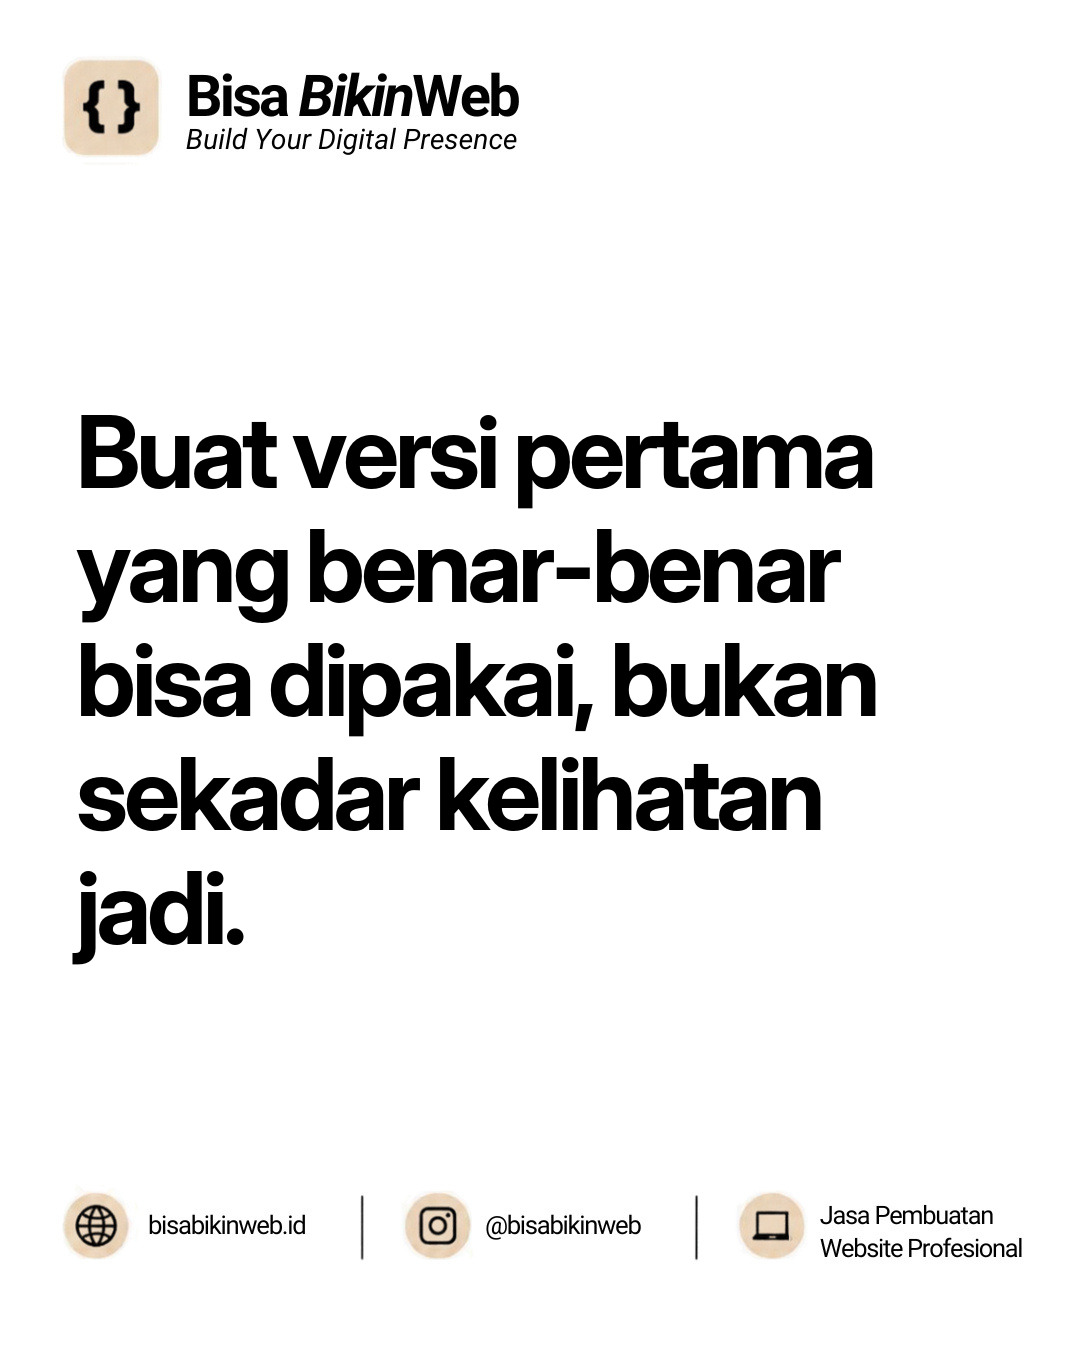 { }
Bisa BikinWeb
Build Your Digital Presence
Buat versi pertama
yang benar-benar
bisa dipakai, bukan
sekadar kelihatan
jadi.
bisabikinweb.id
@bisabikinweb
Jasa Pembuatan
Website Profesional